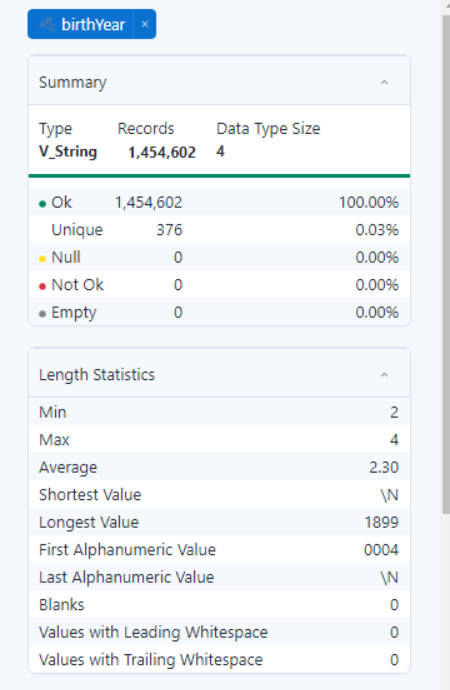 birthYear ×
Summary
Type Records Data Type Size
V_String 1,454,602 4
Ok 1,454,602 100.00%
Unique 376 0.03%
Null 0 0.00%
Not Ok 0 0.00%
Empty 0 0.00%
Length Statistics
Min 2
Max 4
Average 2.30
Shortest Value \N
Longest Value 1899
First Alphanumeric Value 0004
Last Alphanumeric Value \N
Blanks 0
Values with Leading Whitespace 0
Values with Trailing Whitespace 0